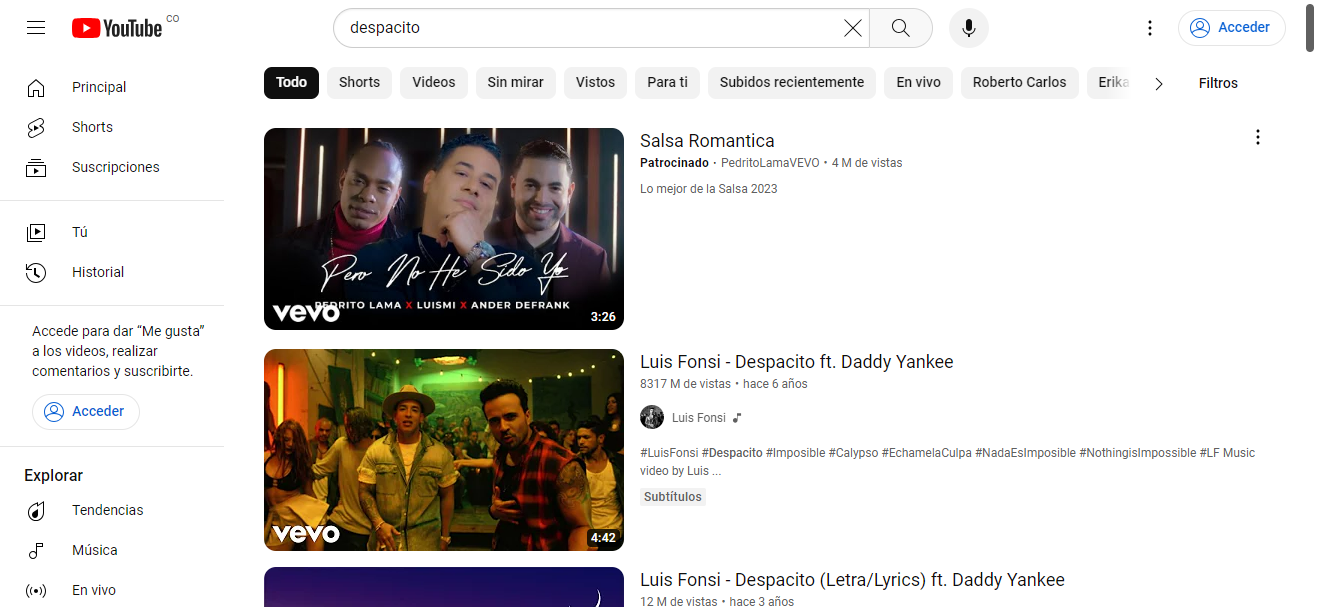 YouTube CO
despacito
Acceder
Principal
Shorts
Suscripciones
Tú
Historial
Accede para dar “Me gusta”
a los videos, realizar
comentarios y suscribirte.
Acceder
Explorar
Tendencias
Música
En vivo
Todo Shorts Videos Sin mirar Vistos Para ti Subidos recientemente En vivo Roberto Carlos Erika Filtros
Pero No He Sido Yo
PEDRITO LAMA X LUISMI X ANDER DEFRANK
vevo
3:26
Salsa Romantica
Patrocinado · PedritoLamaVEVO • 4 M de vistas
Lo mejor de la Salsa 2023
vevo
4:42
Luis Fonsi - Despacito ft. Daddy Yankee
8317 M de vistas • hace 6 años
Luis Fonsi
#LuisFonsi #Despacito #Imposible #Calypso #EchamelaCulpa #NadaEsImposible #NothingisImpossible #LF Music
video by Luis ...
Subtítulos
Luis Fonsi - Despacito (Letra/Lyrics) ft. Daddy Yankee
12 M de vistas • hace 3 años